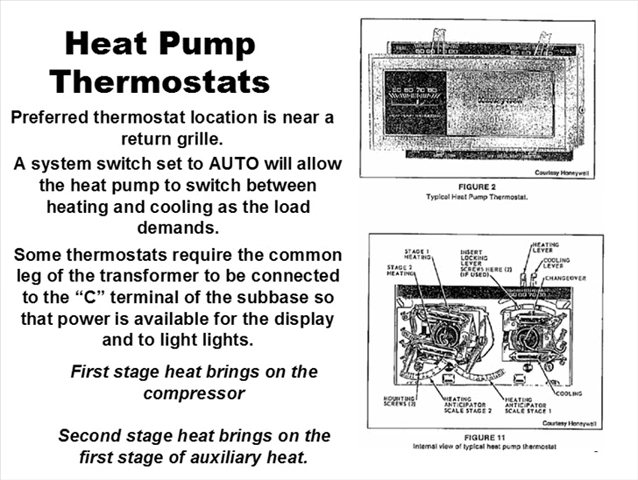 Heat Pump
Thermostats
Preferred thermostat location is near a
return grille.
A system switch set to AUTO will allow
the heat pump to switch between
heating and cooling as the load
demands.
Some thermostats require the common
leg of the transformer to be connected
to the “C” terminal of the subbase so
that power is available for the display
and to light lights.
First stage heat brings on the
compressor
Second stage heat brings on the
first stage of auxiliary heat.
Honeywell
Courtesy Honeywell
FIGURE 2
Typical Heat Pump Thermostat.
STAGE 1
HEATING
STAGE 2
HEATING
INSERT
LOCKING
LEVER
SCREWS HERE (2)
(IF USED)
HEATING
LEVER
COOLING
LEVER
CHANGEOVER
COOLING
MOUNTING
SCREWS (2)
HEATING
ANTICIPATOR
SCALE STAGE 2
HEATING
ANTICIPATOR
SCALE STAGE 1
Courtesy Honeywell
FIGURE 11
Internal view of typical heat pump thermostat